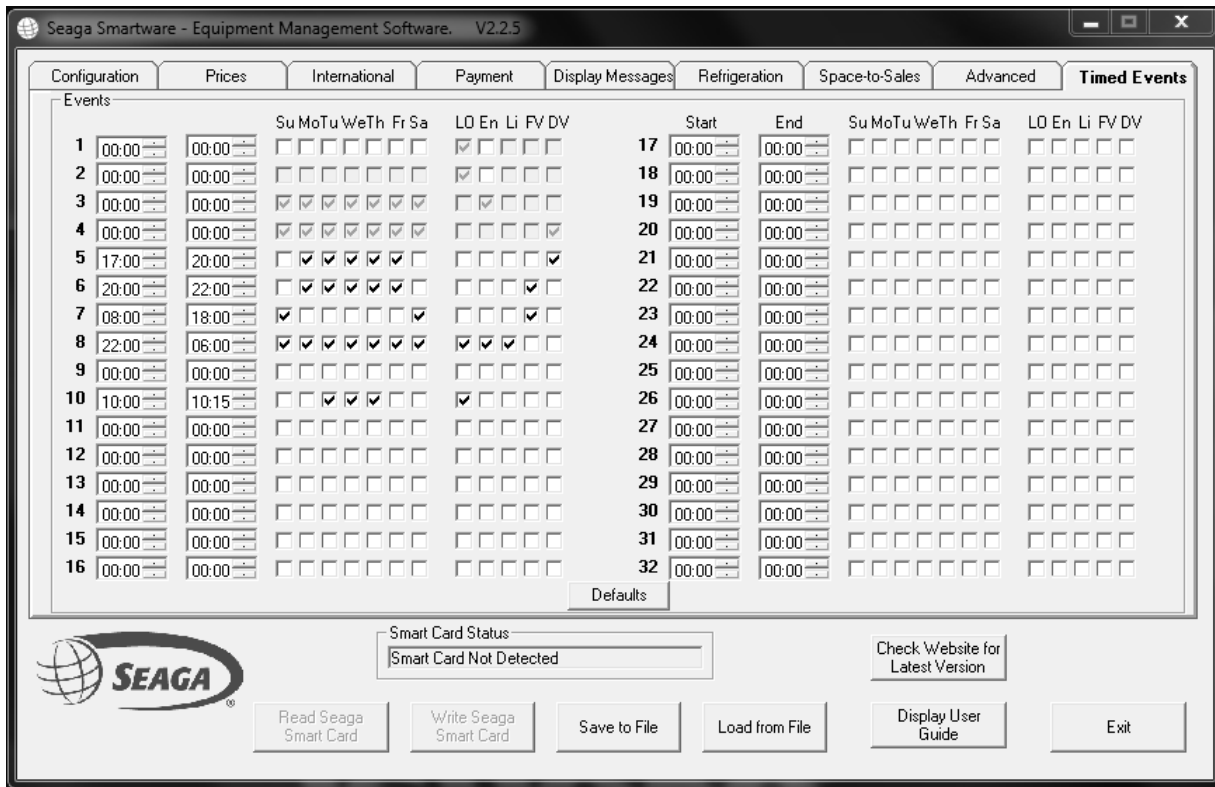 Seaga Smartware - Equipment Management Software. V2.2.5
Configuration Prices International Payment Display Messages Refrigeration Space-to-Sales Advanced Timed Events
Events
Su Mo Tu We Th Fr Sa LO En Li FV DV Start End Su Mo Tu We Th Fr Sa LO En Li FV DV
1 00:00 00:00 17 00:00 00:00
2 00:00 00:00 18 00:00 00:00
3 00:00 00:00 19 00:00 00:00
4 00:00 00:00 20 00:00 00:00
5 17:00 20:00 21 00:00 00:00
6 20:00 22:00 22 00:00 00:00
7 08:00 18:00 23 00:00 00:00
8 22:00 06:00 24 00:00 00:00
9 00:00 00:00 25 00:00 00:00
10 10:00 10:15 26 00:00 00:00
11 00:00 00:00 27 00:00 00:00
12 00:00 00:00 28 00:00 00:00
13 00:00 00:00 29 00:00 00:00
14 00:00 00:00 30 00:00 00:00
15 00:00 00:00 31 00:00 00:00
16 00:00 00:00 32 00:00 00:00
Defaults
Smart Card Status
Smart Card Not Detected
Check Website for
Latest Version
SEAGA ®
Read Seaga
Smart Card
Write Seaga
Smart Card
Save to File
Load from File
Display User
Guide
Exit